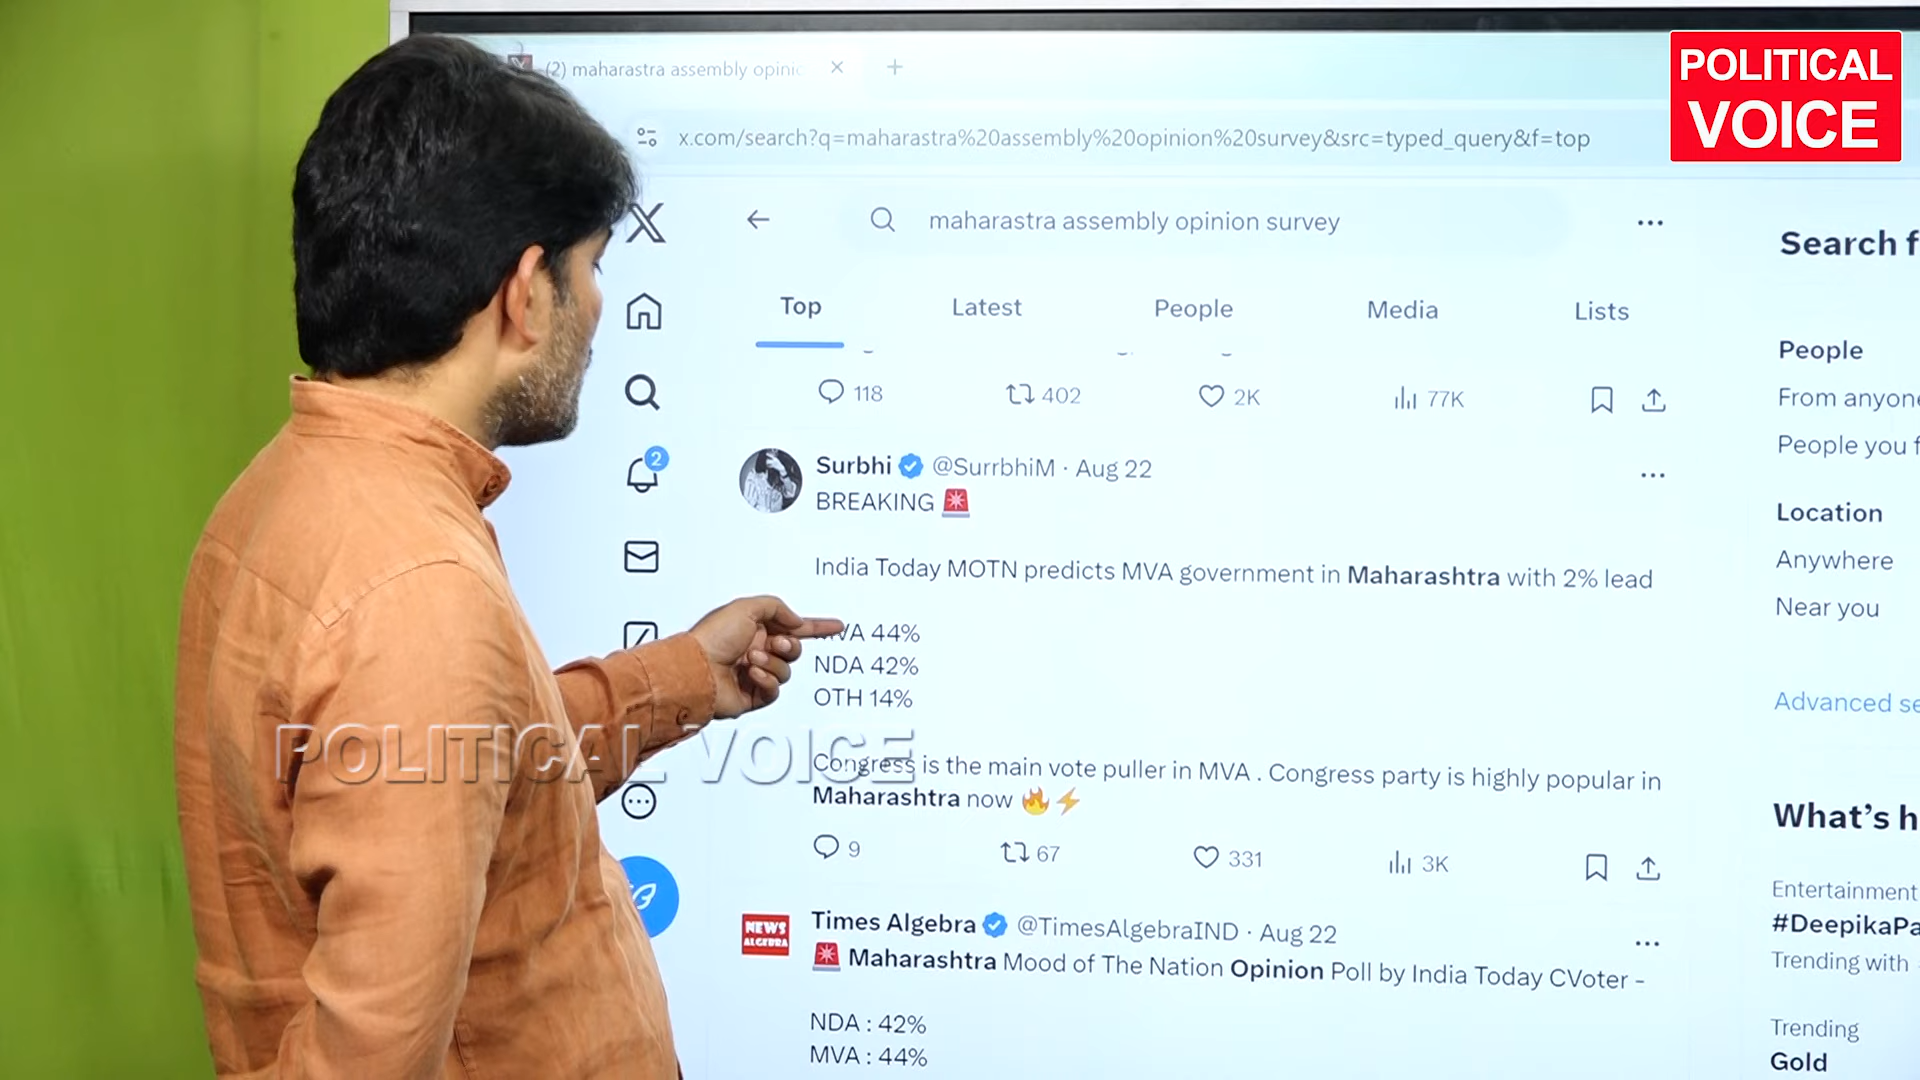 (2) maharastra assembly opinic
POLITICAL
VOICE
x.com/search?q=maharastra%20assembly%20opinion%20survey&src=typed_query&f=top
maharastra assembly opinion survey
Search f
Top
Latest
People
Media
Lists
People
From anyone
People you f
Location
Anywhere
Near you
Advanced se
118
402
2K
77K
2
Surbhi @SurrbhiM · Aug 22
BREAKING 🚨
India Today MOTN predicts MVA government in Maharashtra with 2% lead
MVA 44%
NDA 42%
OTH 14%
POLITICAL VOICE
Congress is the main vote puller in MVA . Congress party is highly popular in
Maharashtra now 🔥⚡
9
67
331
3K
What's h
Entertainment
#DeepikaPa
Trending with
Trending
Gold
NEWS
ALGEBRA
Times Algebra @TimesAlgebraIND · Aug 22
🚨 Maharashtra Mood of The Nation Opinion Poll by India Today CVoter -
NDA : 42%
MVA : 44%